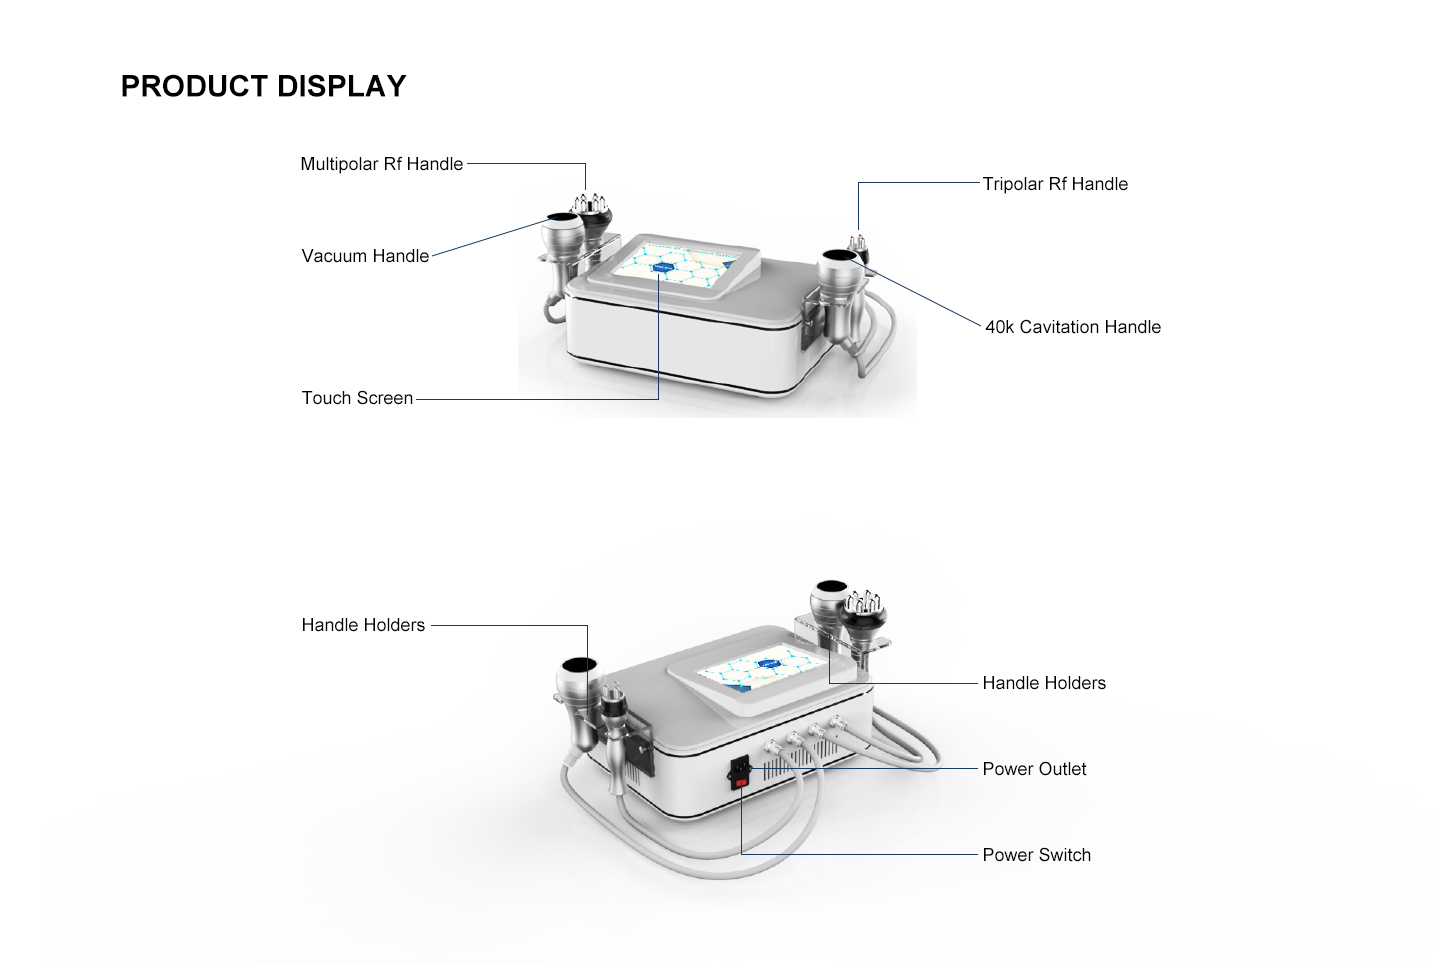 PRODUCT DISPLAY
Multipolar Rf Handle
Tripolar Rf Handle
Vacuum Handle
40k Cavitation Handle
Touch Screen
Handle Holders
Handle Holders
Power Outlet
Power Switch